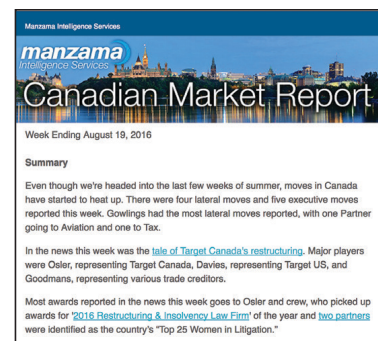 Manzama Intelligence Services
manzama
Intelligence Services
Canadian Market Report
Week Ending August 19, 2016
Summary
Even though we're headed into the last few weeks of summer, moves in Canada
have started to heat up. There were four lateral moves and five executive moves
reported this week. Gowlings had the most lateral moves reported, with one Partner
going to Aviation and one to Tax.
In the news this week was the tale of Target Canada's restructuring. Major players
were Osler, representing Target Canada, Davies, representing Target US, and
Goodmans, representing various trade creditors.
Most awards reported in the news this week goes to Osler and crew, who picked up
awards for '2016 Restructuring & Insolvency Law Firm' of the year and two partners
were identified as the country's "Top 25 Women in Litigation."